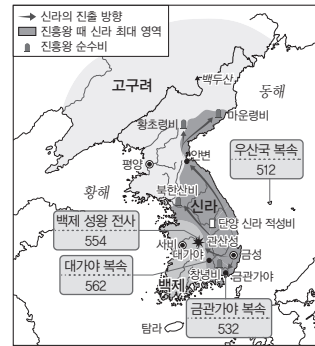 신라의 진출 방향
진흥왕 때 신라 최대 영역
진흥왕 순수비
고구려
백두산
동해
마운령비
황초령비
안변
우산국 복속
512
평양
황해
북한산비
신라
단양 신라 적성비
백제 성왕 전사
554
관산성
사비
대가야
금성
대가야 복속
562
창녕비
금관가야
백제
금관가야 복속
532
탐라